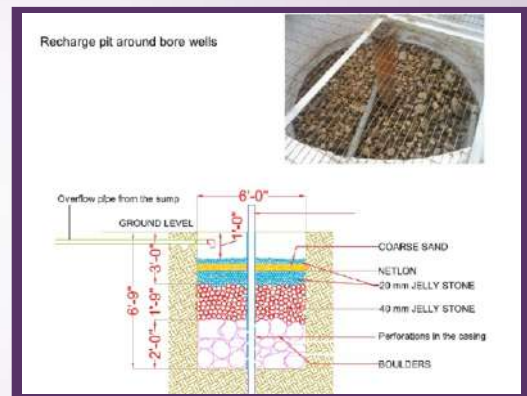 Recharge pit around bore wells
6'-0"
Overflow pipe from the sump
GROUND LEVEL
1'-0"
COARSE SAND
NETLON
20 mm JELLY STONE
40 mm JELLY STONE
Perforations in the casing
BOULDERS
6'-9"
3'-0"
1'-9"
2'-0"